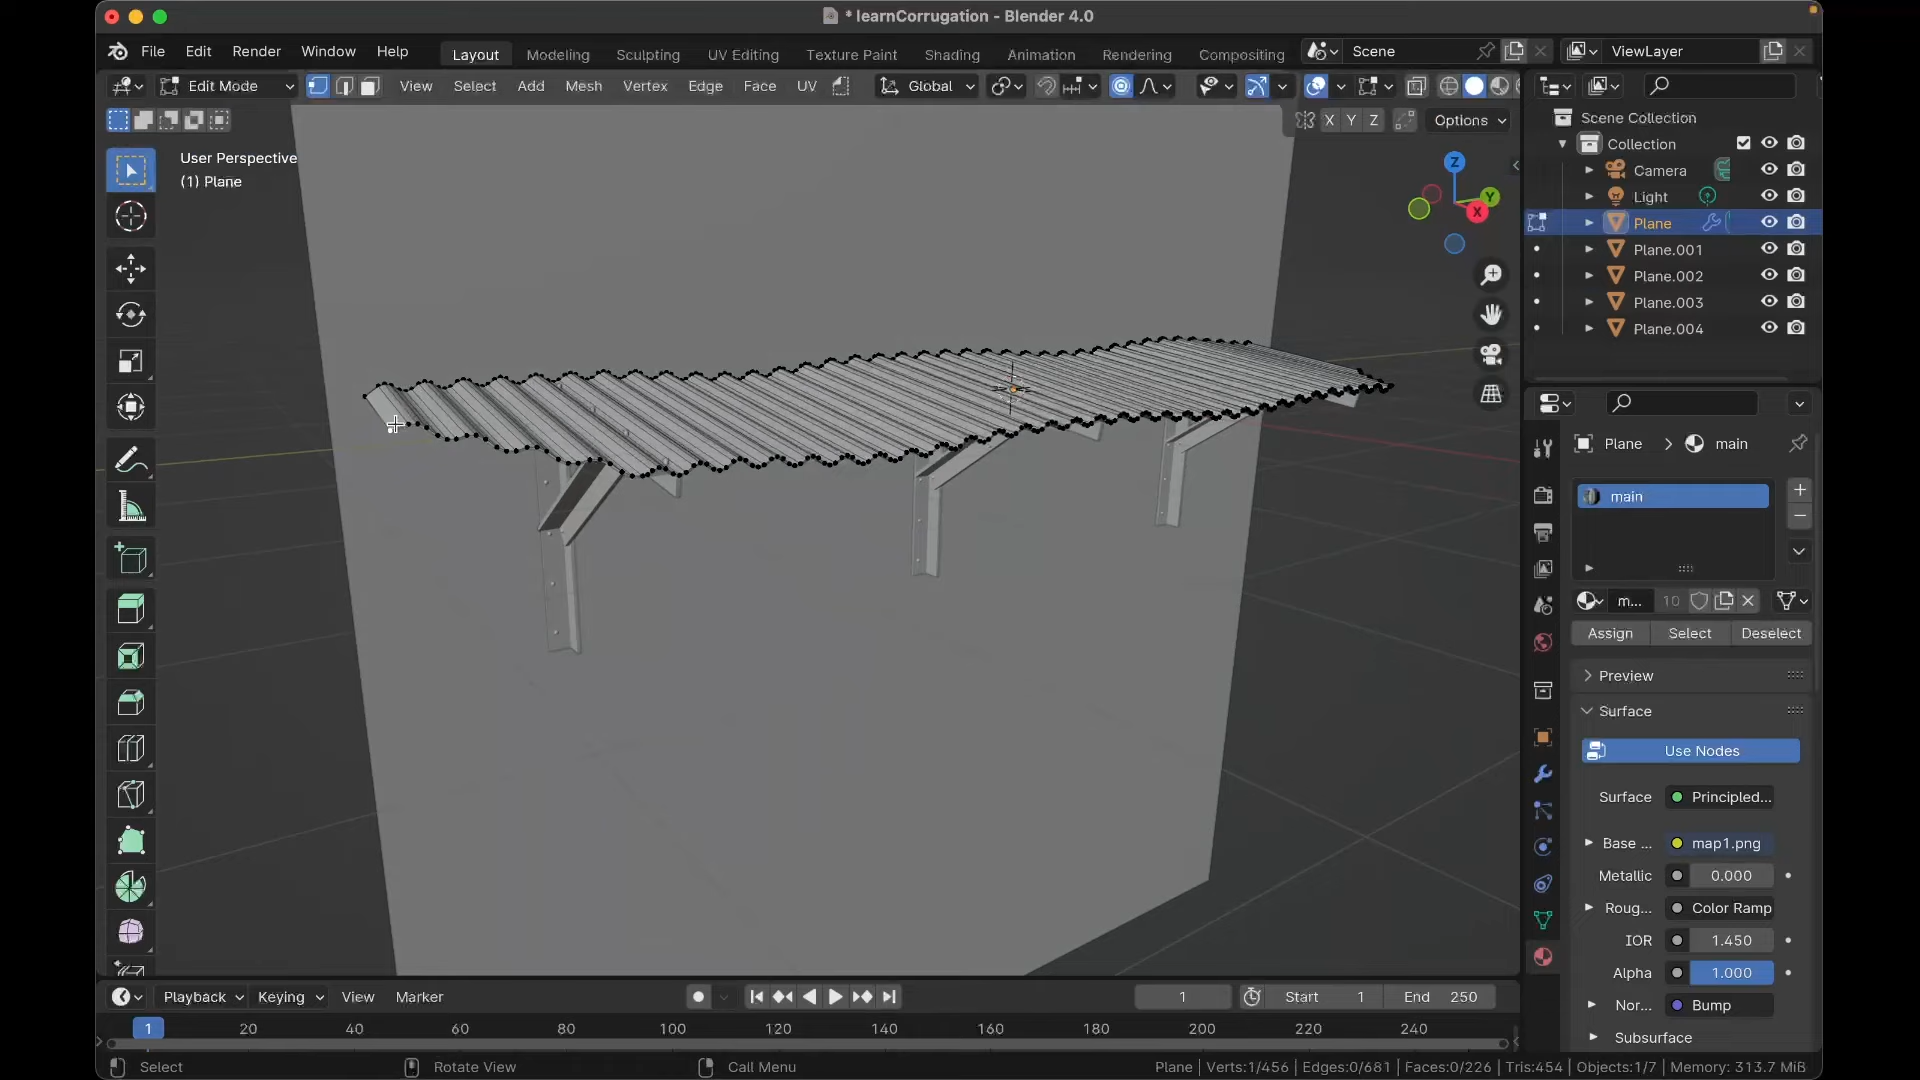 * learnCorrugation - Blender 4.0
File Edit Render Window Help Layout Modeling Sculpting UV Editing Texture Paint Shading Animation Rendering Compositing Scene ViewLayer
Edit Mode View Select Add Mesh Vertex Edge Face UV Global
X Y Z Options
User Perspective
(1) Plane
Z
Y
X
Scene Collection
Collection
Camera
Light
Plane
Plane.001
Plane.002
Plane.003
Plane.004
Plane > main
main
m... 10
Assign Select Deselect
Preview
Surface
Use Nodes
Surface Principled...
Base ... map1.png
Metallic 0.000
Roug... Color Ramp
IOR 1.450
Alpha 1.000
Nor... Bump
Subsurface
Playback Keying View Marker 1 Start 1 End 250
1 20 40 60 80 100 120 140 160 180 200 220 240
Select Rotate View Call Menu Plane | Verts:1/456 | Edges:0/681 | Faces:0/226 | Tris:454 | Objects:1/7 | Memory: 313.7 MiB